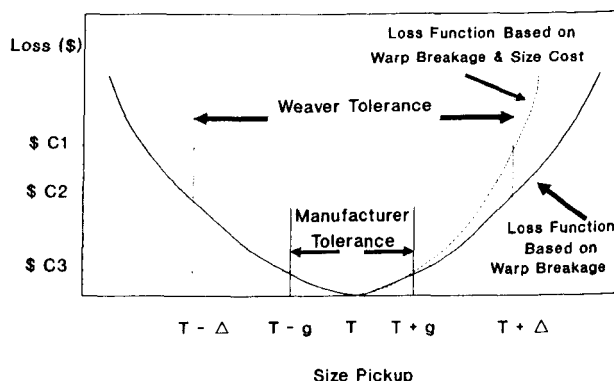 Loss ($)
Loss Function Based on
Warp Breakage & Size Cost
Weaver Tolerance
$ C1
$ C2
Manufacturer
Tolerance
Loss Function
Based on
Warp Breakage
$ C3
T - Δ T - g T T + g T + Δ
Size Pickup